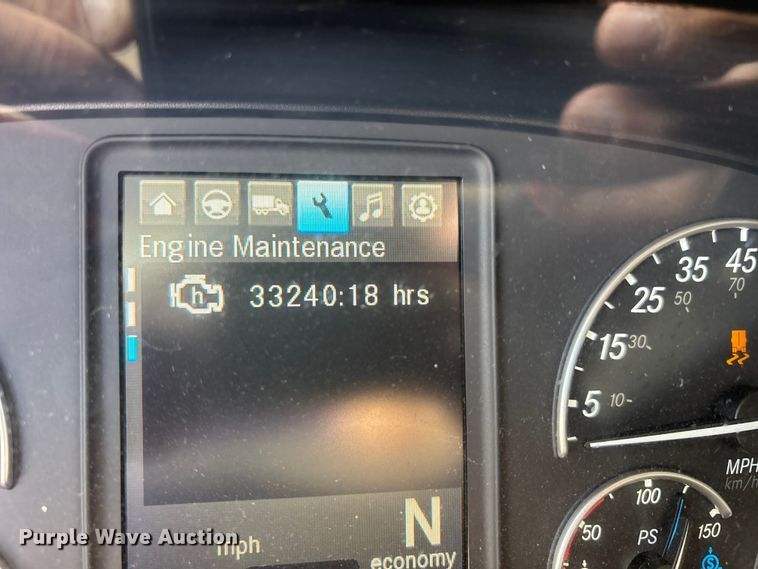 Engine Maintenance
h 33240:18 hrs
45
35
70
25
50
15
30
5
10
MPH
km/h
N
economy
mph
100
50
150
PS
S
Purple Wave Auction